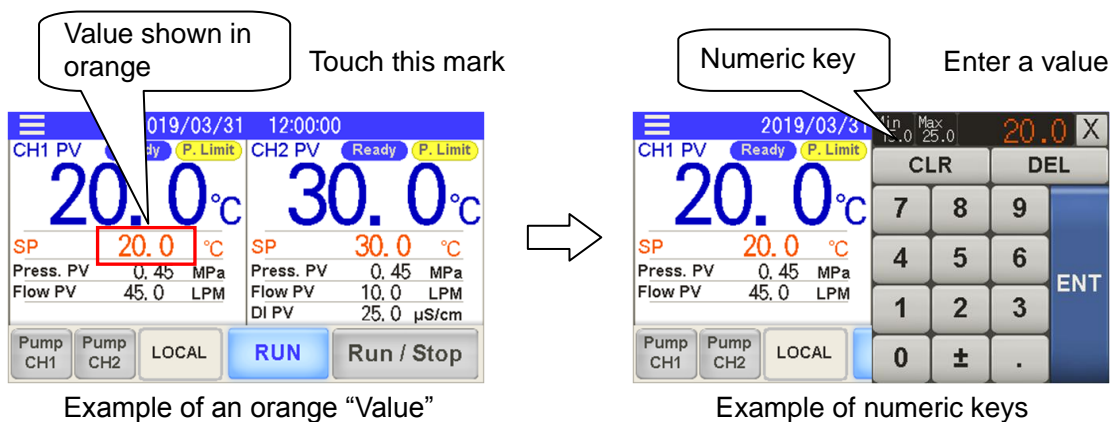 Value shown in
orange
Touch this mark
019/03/31 12:00:00
CH1 PV dy P. Limit
20.0 °C
SP 20.0 °C
Press. PV 0.45 MPa
Flow PV 45.0 LPM
CH2 PV Ready P. Limit
30.0 °C
SP 30.0 °C
Press. PV 0.45 MPa
Flow PV 10.0 LPM
DI PV 25.0 µS/cm
Pump CH1
Pump CH2
LOCAL
RUN
Run / Stop
Example of an orange “Value”
Numeric key
Enter a value
2019/03/31
CH1 PV Ready P. Limit
20.0 °C
SP 20.0 °C
Press. PV 0.45 MPa
Flow PV 45.0 LPM
Pump CH1
Pump CH2
LOCAL
Max
25.0
20.0 X
CLR DEL
7 8 9
4 5 6
ENT
1 2 3
0 ± .
Example of numeric keys